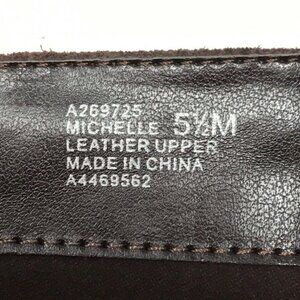 A269725
MICHELLE 5½M
LEATHER UPPER
MADE IN CHINA
A4469562